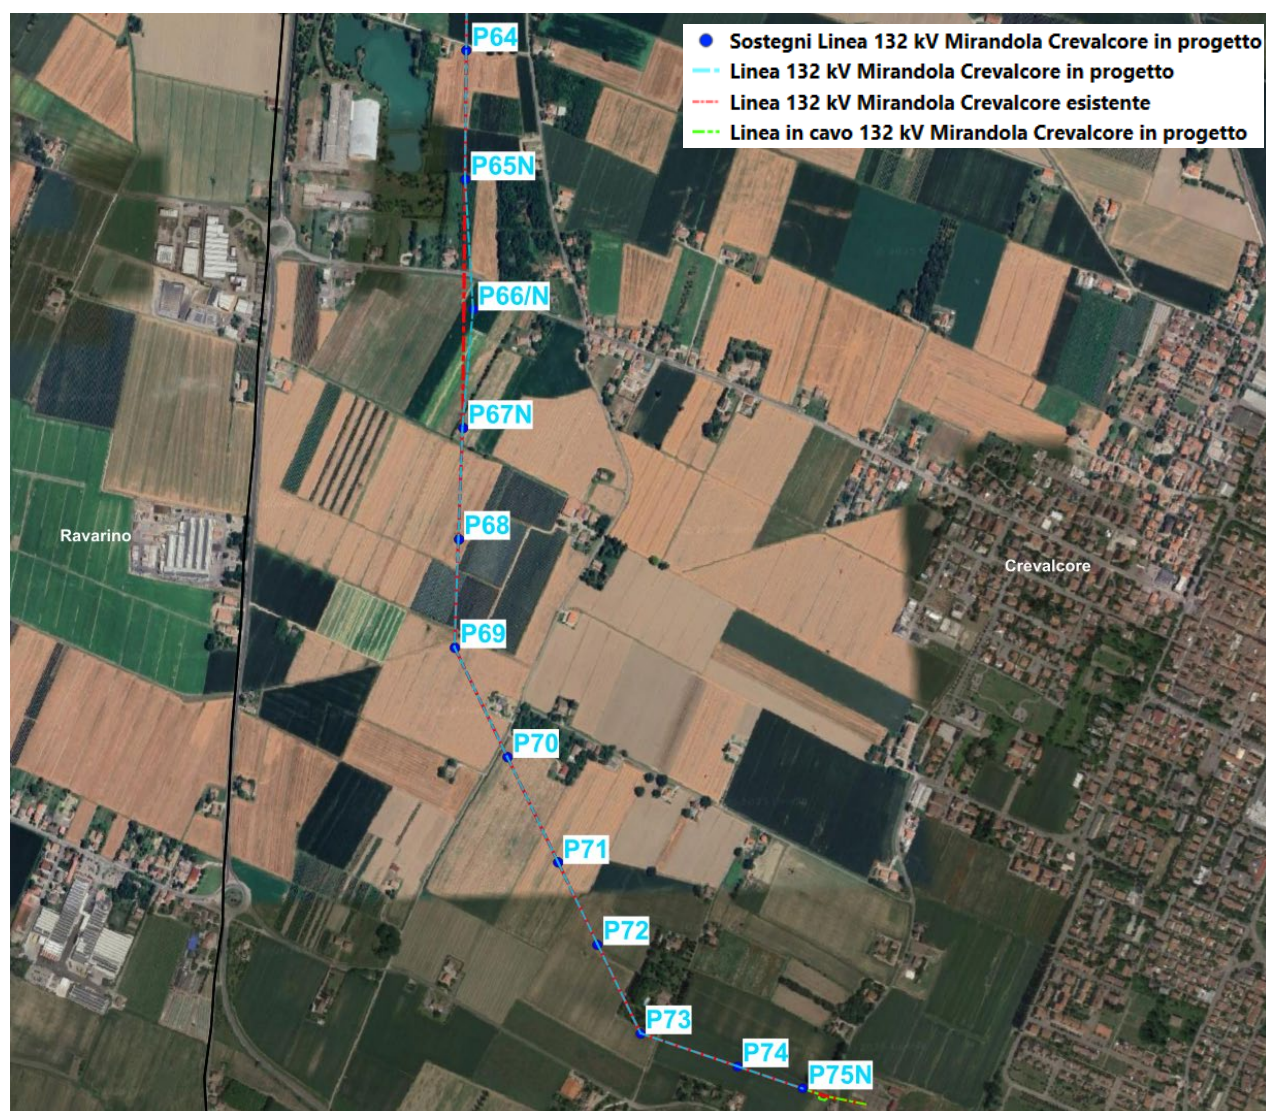 P64
Sostegni Linea 132 kV Mirandola Crevalcore in progetto
Linea 132 kV Mirandola Crevalcore in progetto
Linea 132 kV Mirandola Crevalcore esistente
Linea in cavo 132 kV Mirandola Crevalcore in progetto
P65N
P66/N
P67N
P68
Ravarino
Crevalcore
P69
P70
P71
P72
P73
P74
P75N